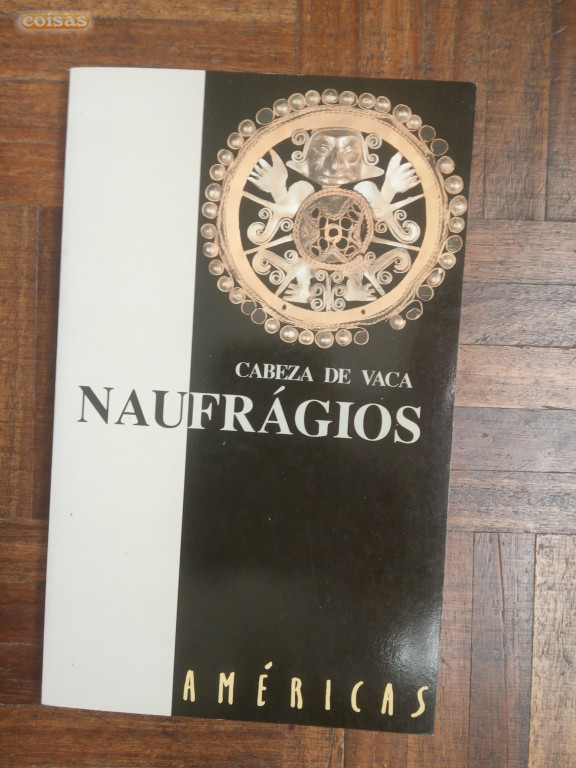 coisas
CABEZA DE VACA
NAUFRÁGIOS
AMÉRICAS